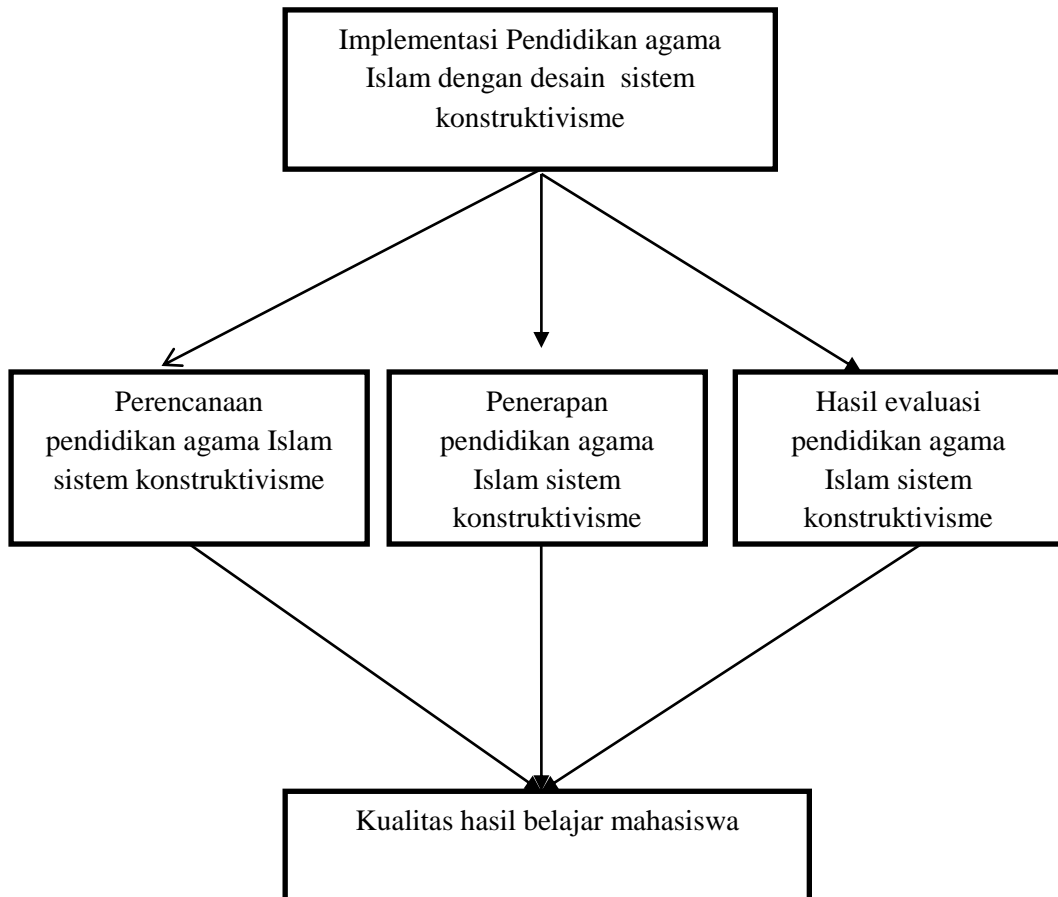 Implementasi Pendidikan agama
Islam dengan desain sistem
konstruktivisme
Perencanaan
pendidikan agama Islam
sistem konstruktivisme
Penerapan
pendidikan agama
Islam sistem
konstruktivisme
Hasil evaluasi
pendidikan agama
Islam sistem
konstruktivisme
Kualitas hasil belajar mahasiswa